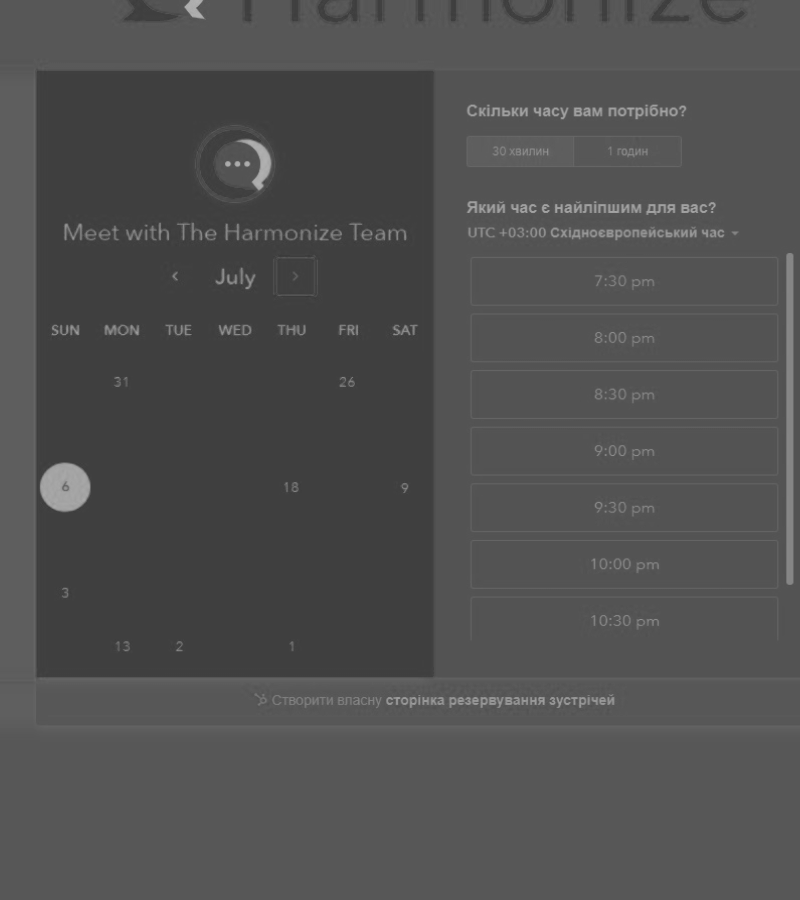 Harmonize
Meet with The Harmonize Team
July
SUN MON TUE WED THU FRI SAT
31 26
6 18 9
3
13 2 1
Скільки часу вам потрібно?
30 хвилин 1 годин
Який час є найліпшим для вас?
UTC +03:00 Східноєвропейський час
7:30 pm
8:00 pm
8:30 pm
9:00 pm
9:30 pm
10:00 pm
10:30 pm
Створити власну сторінка резервування зустрічей